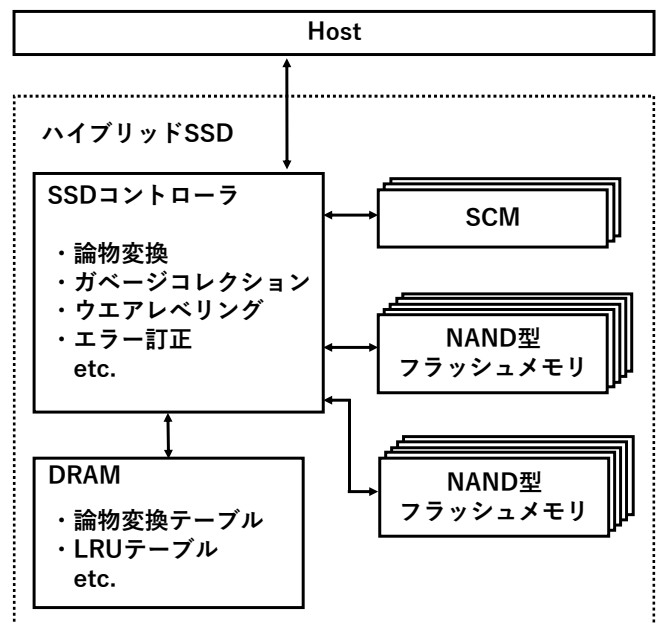 Host
ハイブリッドSSD
SSDコントローラ
・論物変換
・ガベージコレクション
・ウエアレベリング
・エラー訂正
etc.
SCM
NAND型
フラッシュメモリ
NAND型
フラッシュメモリ
DRAM
・論物変換テーブル
・LRUテーブル
etc.